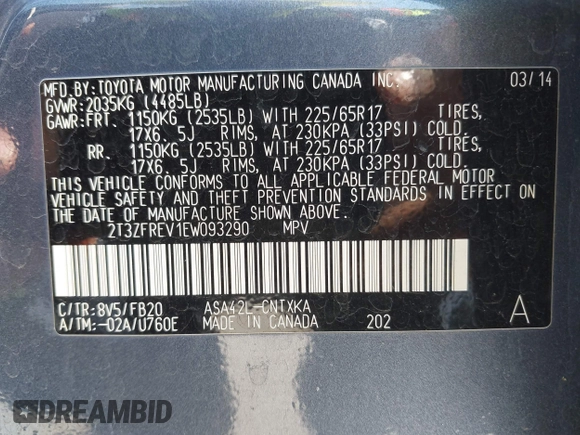 MFD.BY:TOYOTA MOTOR MANUFACTURING CANADA INC. 03/14
GVWR:2035KG (4485LB)
GAWR:FRT. 1150KG (2535LB) WITH 225/65R17 TIRES,
17X6.5J RIMS, AT 230KPA (33PSI) COLD.
RR. 1150KG (2535LB) WITH 225/65R17 TIRES,
17X6.5J RIMS, AT 230KPA (33PSI) COLD.
THIS VEHICLE CONFORMS TO ALL APPLICABLE FEDERAL MOTOR
VEHICLE SAFETY AND THEFT PREVENTION STANDARDS IN EFFECT ON
THE DATE OF MANUFACTURE SHOWN ABOVE.
2T3ZFREV1EW093290 MPV
C/TR:8V5/FB20 ASA42L-CNTXKA
A/TM:-02A/U760E MADE IN CANADA 202 A
DREAMBID